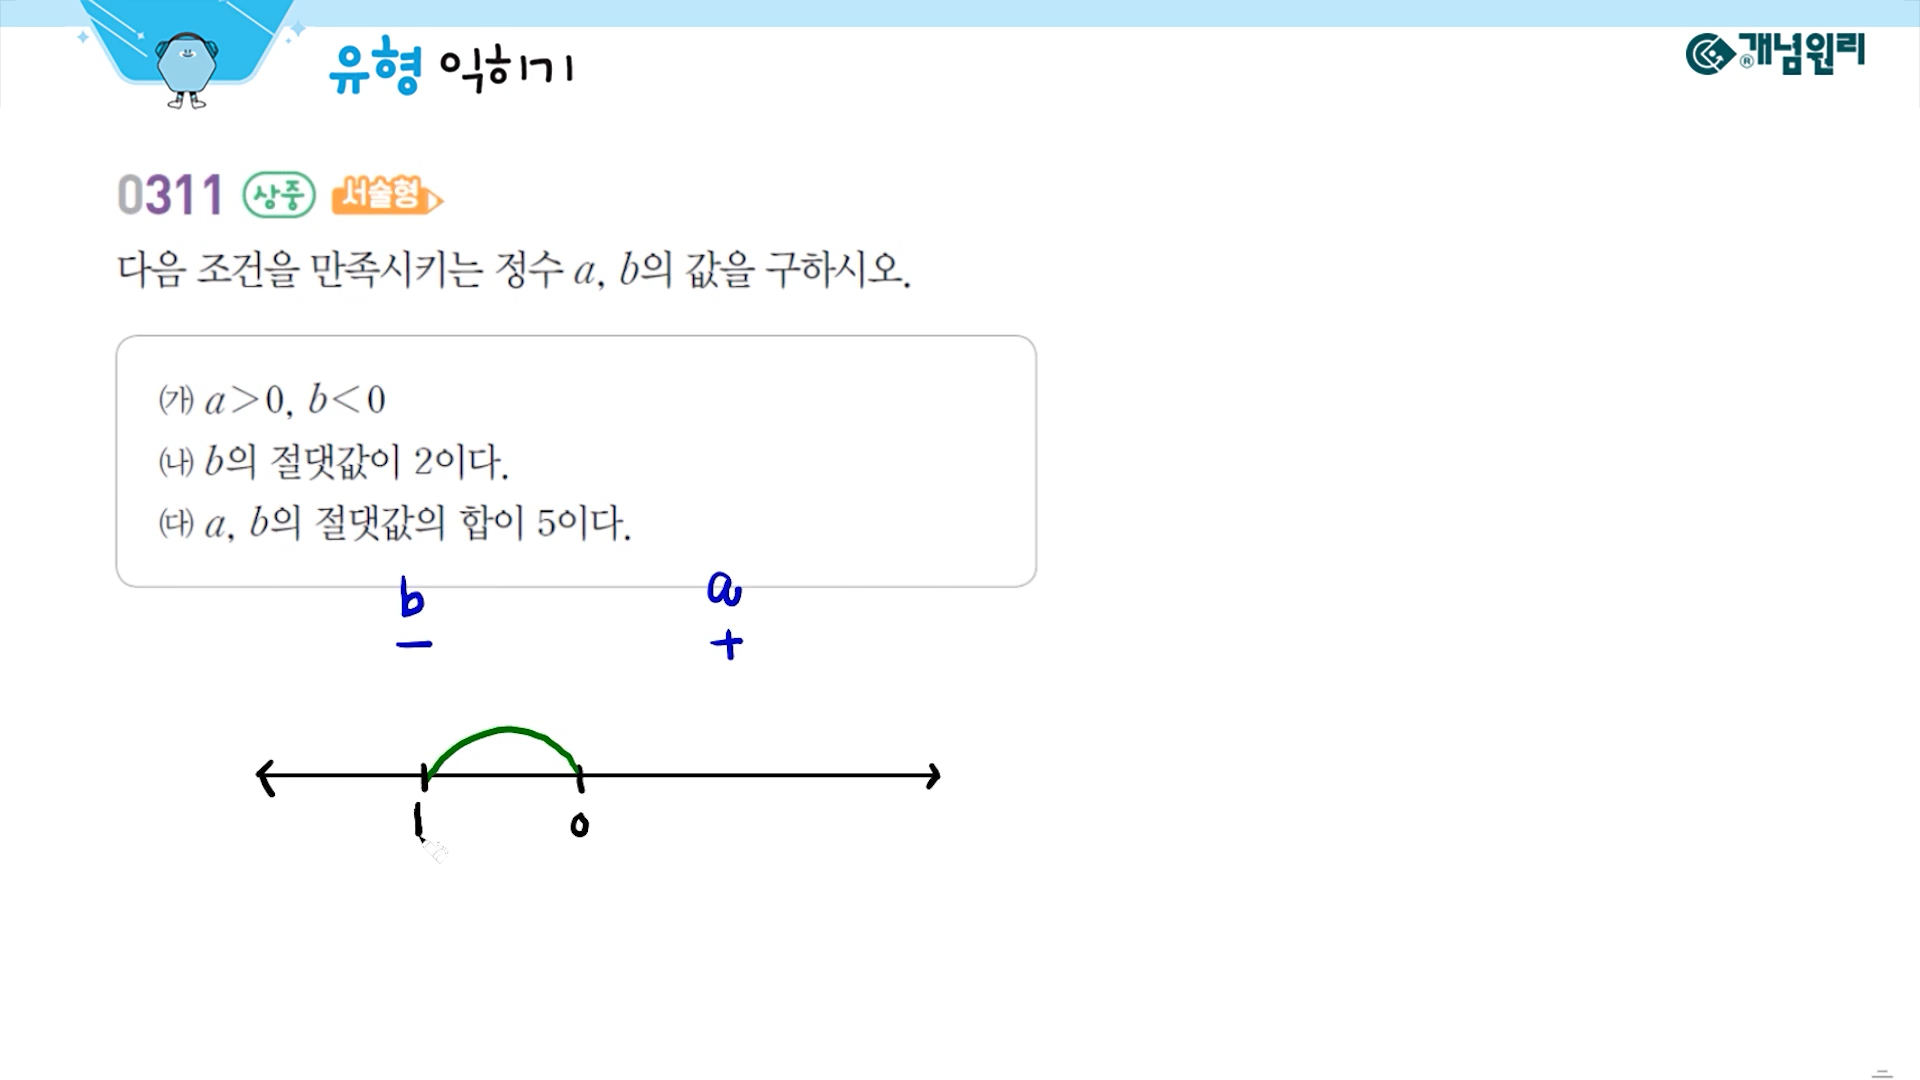 유형 익히기
개념원리
0311 상중 서술형
다음 조건을 만족시키는 정수 a, b의 값을 구하시오.
㈎ a>0, b<0
㈏ b의 절댓값이 2이다.
㈐ a, b의 절댓값의 합이 5이다.
b a
− +
0